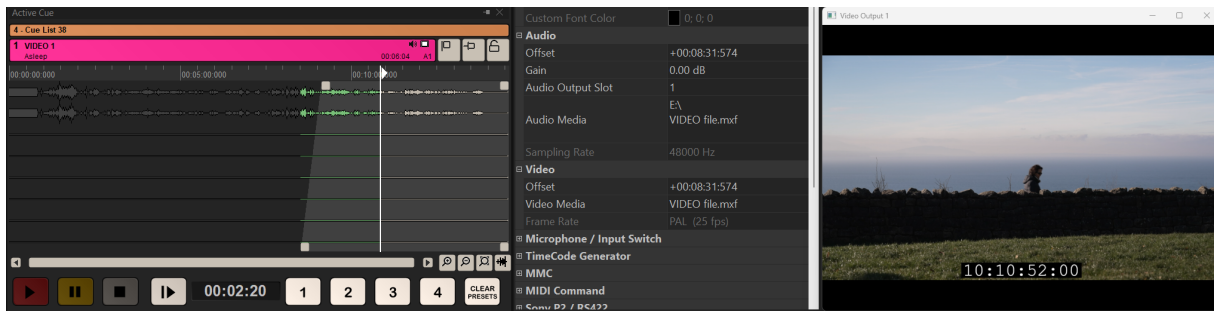 Active Cue
4 - Cue List 38
1 VIDEO 1
Asleep
00:06:04 A1
00:00:00:000
00:05:00:000
00:10:00:000
00:02:20
1
2
3
4
CLEAR
PRESETS
Custom Font Color 0; 0; 0
Audio
Offset +00:08:31:574
Gain 0.00 dB
Audio Output Slot 1
E:\
Audio Media VIDEO file.mxf
Sampling Rate 48000 Hz
Video
Offset +00:08:31:574
Video Media VIDEO file.mxf
Frame Rate PAL (25 fps)
Microphone / Input Switch
TimeCode Generator
MMC
MIDI Command
Sony P2 / RS422
Video Output 1
10:10:52:00